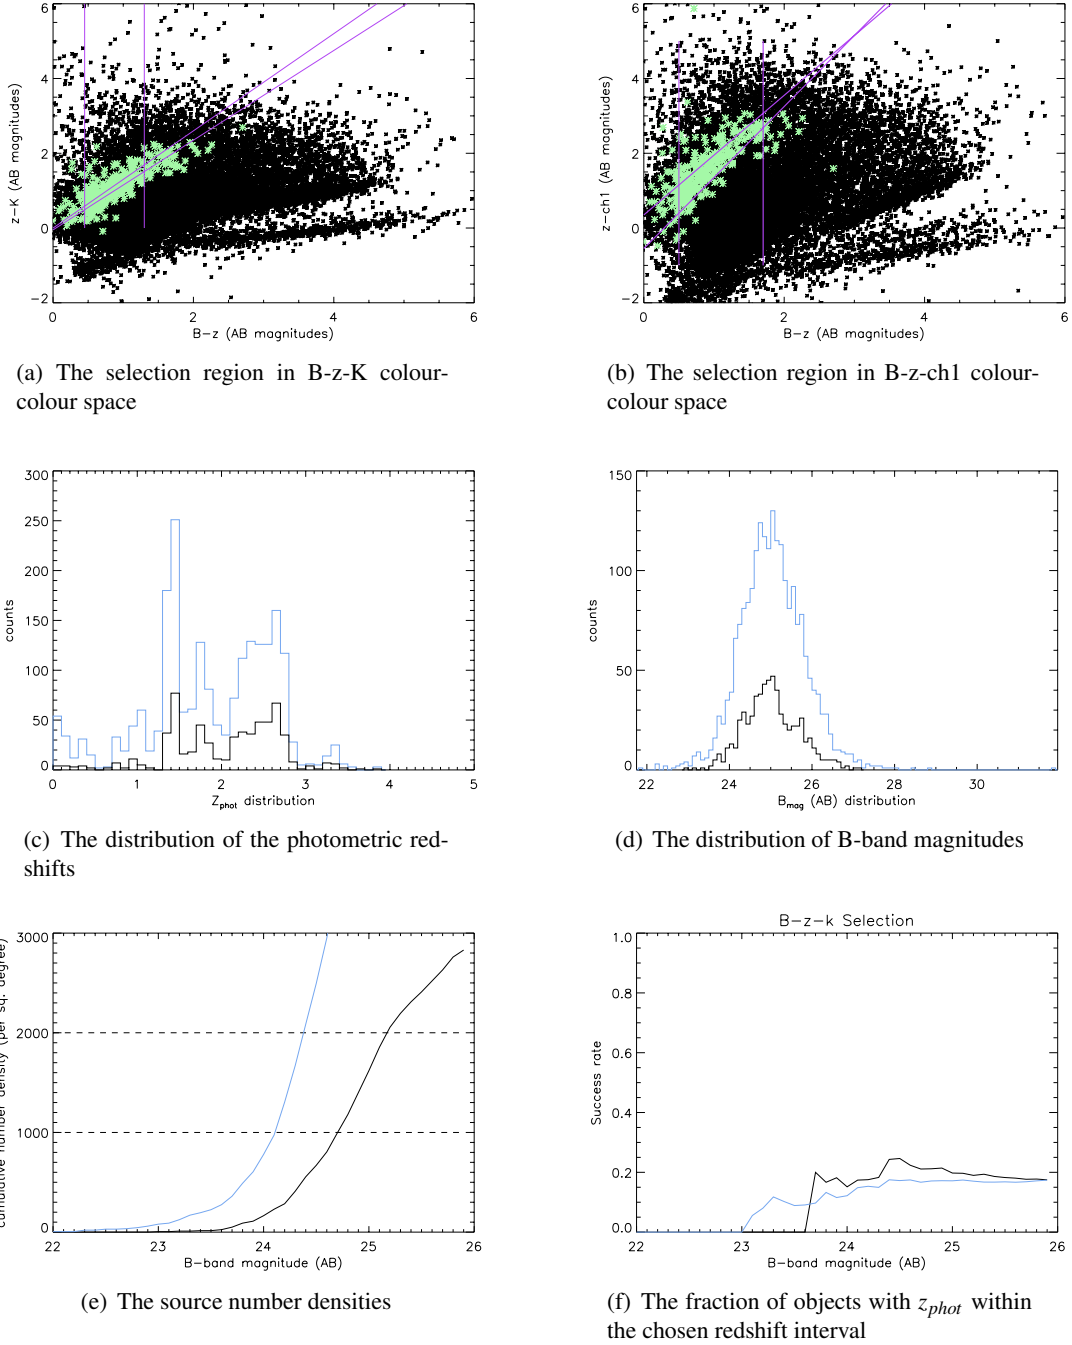 6
4
2
0
−2
z−K (AB magnitudes)
0 2 4 6
B−z (AB magnitudes)
6
4
2
0
−2
z−ch1 (AB magnitudes)
0 2 4 6
B−z (AB magnitudes)
(a) The selection region in B-z-K colour-
colour space
(b) The selection region in B-z-ch1 colour-
colour space
300
250
200
150
100
50
0
counts
0 1 2 3 4 5
Zphot distribution
150
100
50
0
counts
22 24 26 28 30
Bmag (AB) distribution
(c) The distribution of the photometric red-
shifts
(d) The distribution of B-band magnitudes
3000
2000
1000
0
cumulative number density (per sq. degree)
22 23 24 25 26
B−band magnitude (AB)
B−z−k Selection
1.0
0.8
0.6
0.4
0.2
0.0
Success rate
22 23 24 25 26
B−band magnitude (AB)
(e) The source number densities
(f) The fraction of objects with zphot within
the chosen redshift interval